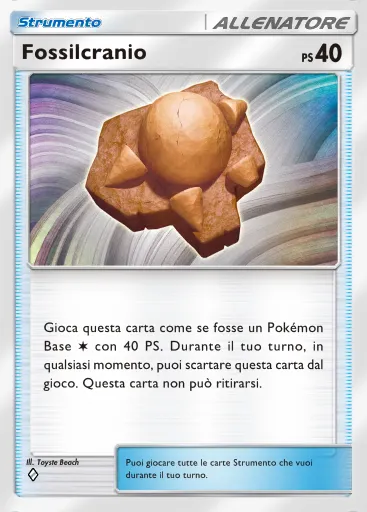 Strumento
ALLENATORE
Fossilcranio
PS 40
Gioca questa carta come se fosse un Pokémon
Base ✶ con 40 PS. Durante il tuo turno, in
qualsiasi momento, puoi scartare questa carta dal
gioco. Questa carta non può ritirarsi.
Ill. Toyste Beach
Puoi giocare tutte le carte Strumento che vuoi
durante il tuo turno.